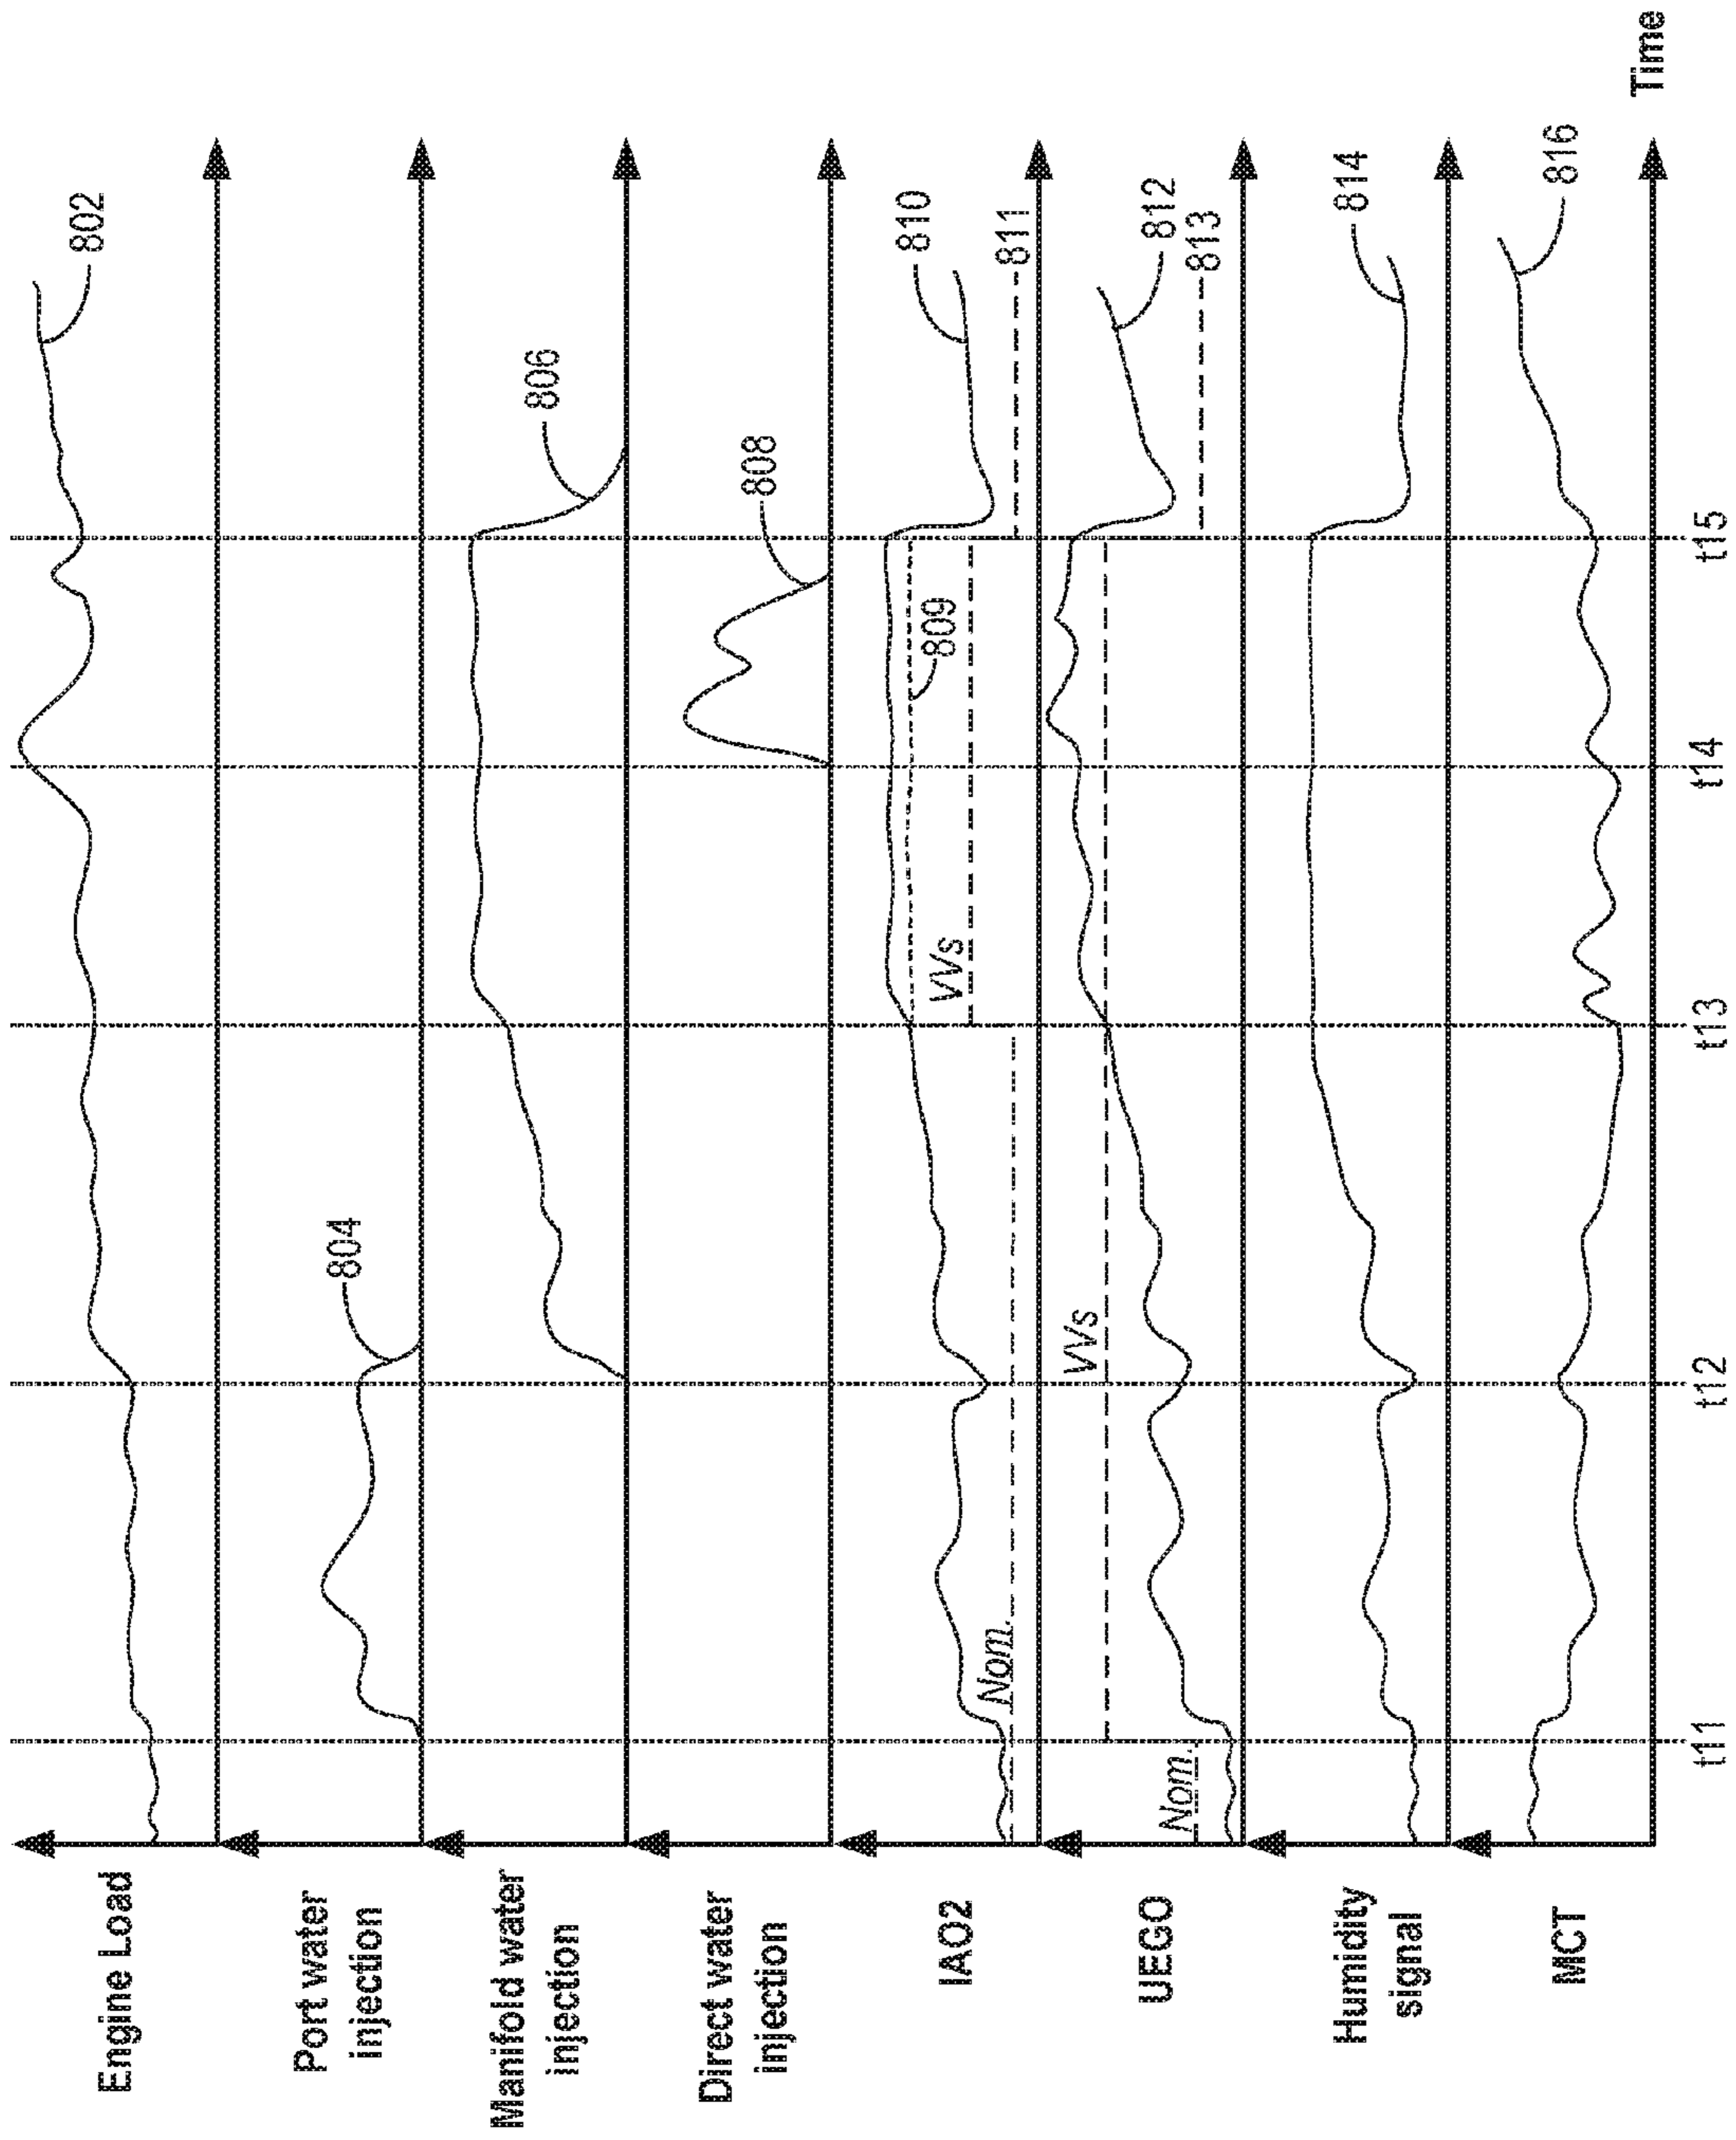 Engine Load
802
Port water
injection
804
Manifold water
injection
806
Direct water
injection
808
IAO2
Nom.
VVs
809
810
811
UEGO
Nom.
VVs
812
813
Humidity
signal
814
MCT
816
t11
t12
t13
t14
t15
Time